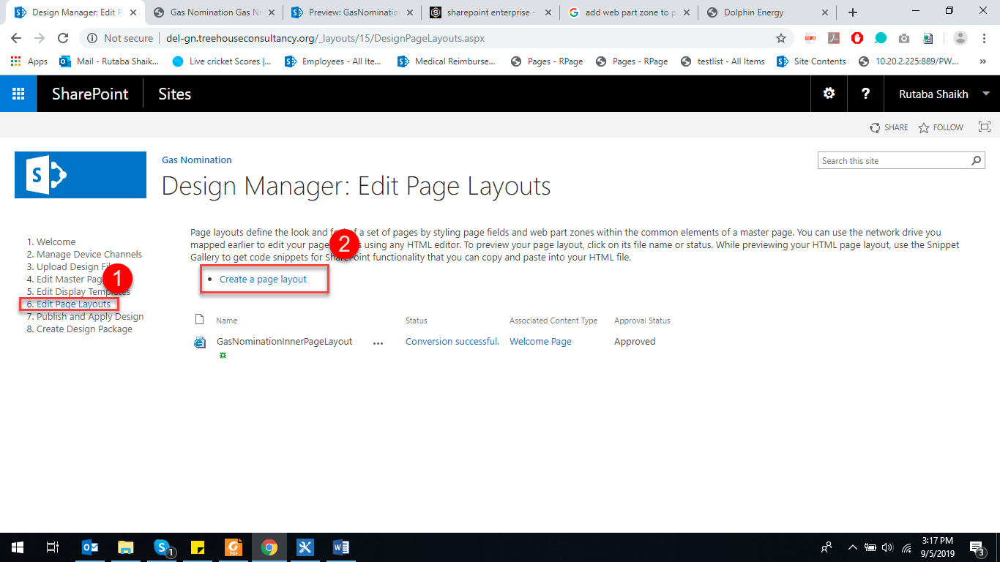 Design Manager: Edit P
Gas Nomination Gas N
Preview: GasNomination
sharepoint enterprise -
add web part zone to p
Dolphin Energy
Not secure
del-gn.treehouseconsultancy.org/_layouts/15/DesignPageLayouts.aspx
Apps
Mail - Rutaba Shaik...
Live cricket Scores |...
Employees - All Ite...
Medical Reimburse...
Pages - RPage
Pages - RPage
testlist - All Items
Site Contents
10.20.2.225:889/PW...
»
SharePoint
Sites
?
Rutaba Shaikh
SHARE
FOLLOW
S
Gas Nomination
Search this site
Design Manager: Edit Page Layouts
1. Welcome
2. Manage Device Channels
3. Upload Design Fil
4. Edit Master Pag
5. Edit Display Templates
6. Edit Page Layouts
7. Publish and Apply Design
8. Create Design Package
1
Page layouts define the look and feel of a set of pages by styling page fields and web part zones within the common elements of a master page. You can use the network drive you
mapped earlier to edit your page s using any HTML editor. To preview your page layout, click on its file name or status. While previewing your HTML page layout, use the Snippet
Gallery to get code snippets for SharePoint functionality that you can copy and paste into your HTML file.
2
• Create a page layout
Name
Status
Associated Content Type
Approval Status
GasNominationInnerPageLayout
...
Conversion successful.
Welcome Page
Approved
3:17 PM
9/5/2019
1
3